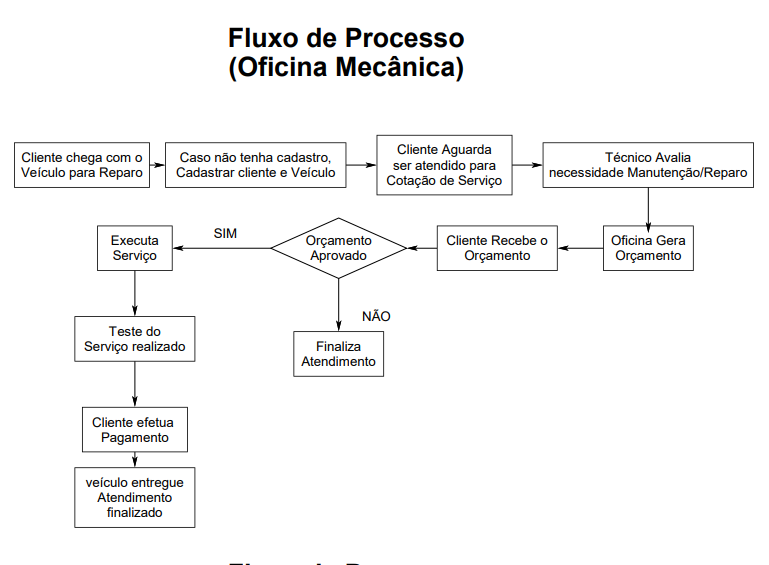 Fluxo de Processo
(Oficina Mecânica)
Cliente chega com o
Veículo para Reparo
Caso não tenha cadastro,
Cadastrar cliente e Veículo
Cliente Aguarda
ser atendido para
Cotação de Serviço
Técnico Avalia
necessidade Manutenção/Reparo
Oficina Gera
Orçamento
Cliente Recebe o
Orçamento
Orçamento
Aprovado
SIM
Executa
Serviço
NÃO
Finaliza
Atendimento
Teste do
Serviço realizado
Cliente efetua
Pagamento
veículo entregue
Atendimento
finalizado